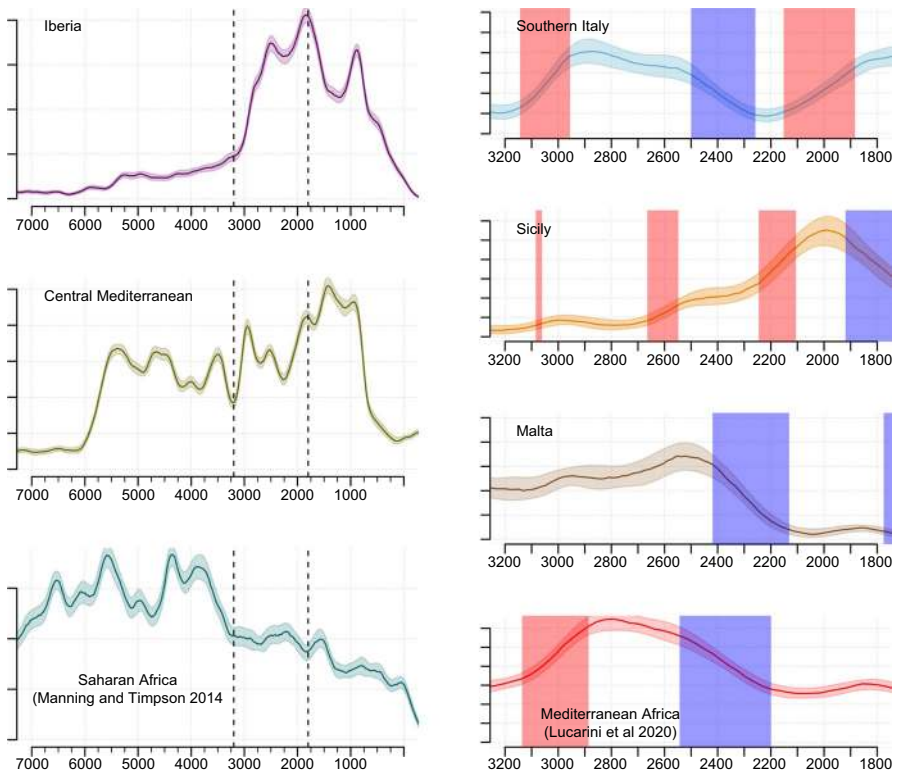 Iberia
7000 6000 5000 4000 3000 2000 1000
Central Mediterranean
7000 6000 5000 4000 3000 2000 1000
Saharan Africa
(Manning and Timpson 2014
7000 6000 5000 4000 3000 2000 1000
Southern Italy
3200 3000 2800 2600 2400 2200 2000 1800
Sicily
3200 3000 2800 2600 2400 2200 2000 1800
Malta
3200 3000 2800 2600 2400 2200 2000 1800
Mediterranean Africa
(Lucarini et al 2020)
3200 3000 2800 2600 2400 2200 2000 1800